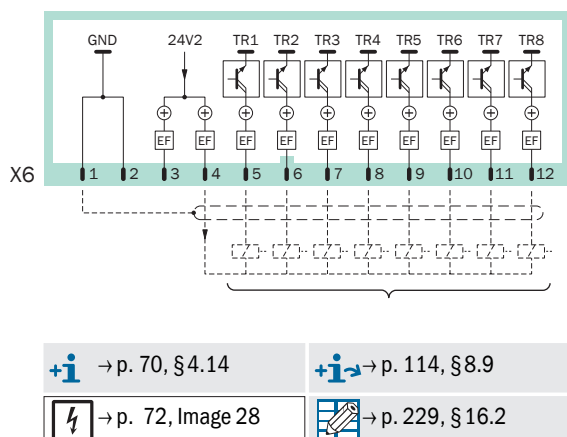 GND 24V2 TR1 TR2 TR3 TR4 TR5 TR6 TR7 TR8
EF EF EF EF EF EF EF EF EF EF
X6 1 2 3 4 5 6 7 8 9 10 11 12
+i → p. 70, §4.14
+i → p. 114, §8.9
→ p. 72, Image 28
→ p. 229, §16.2